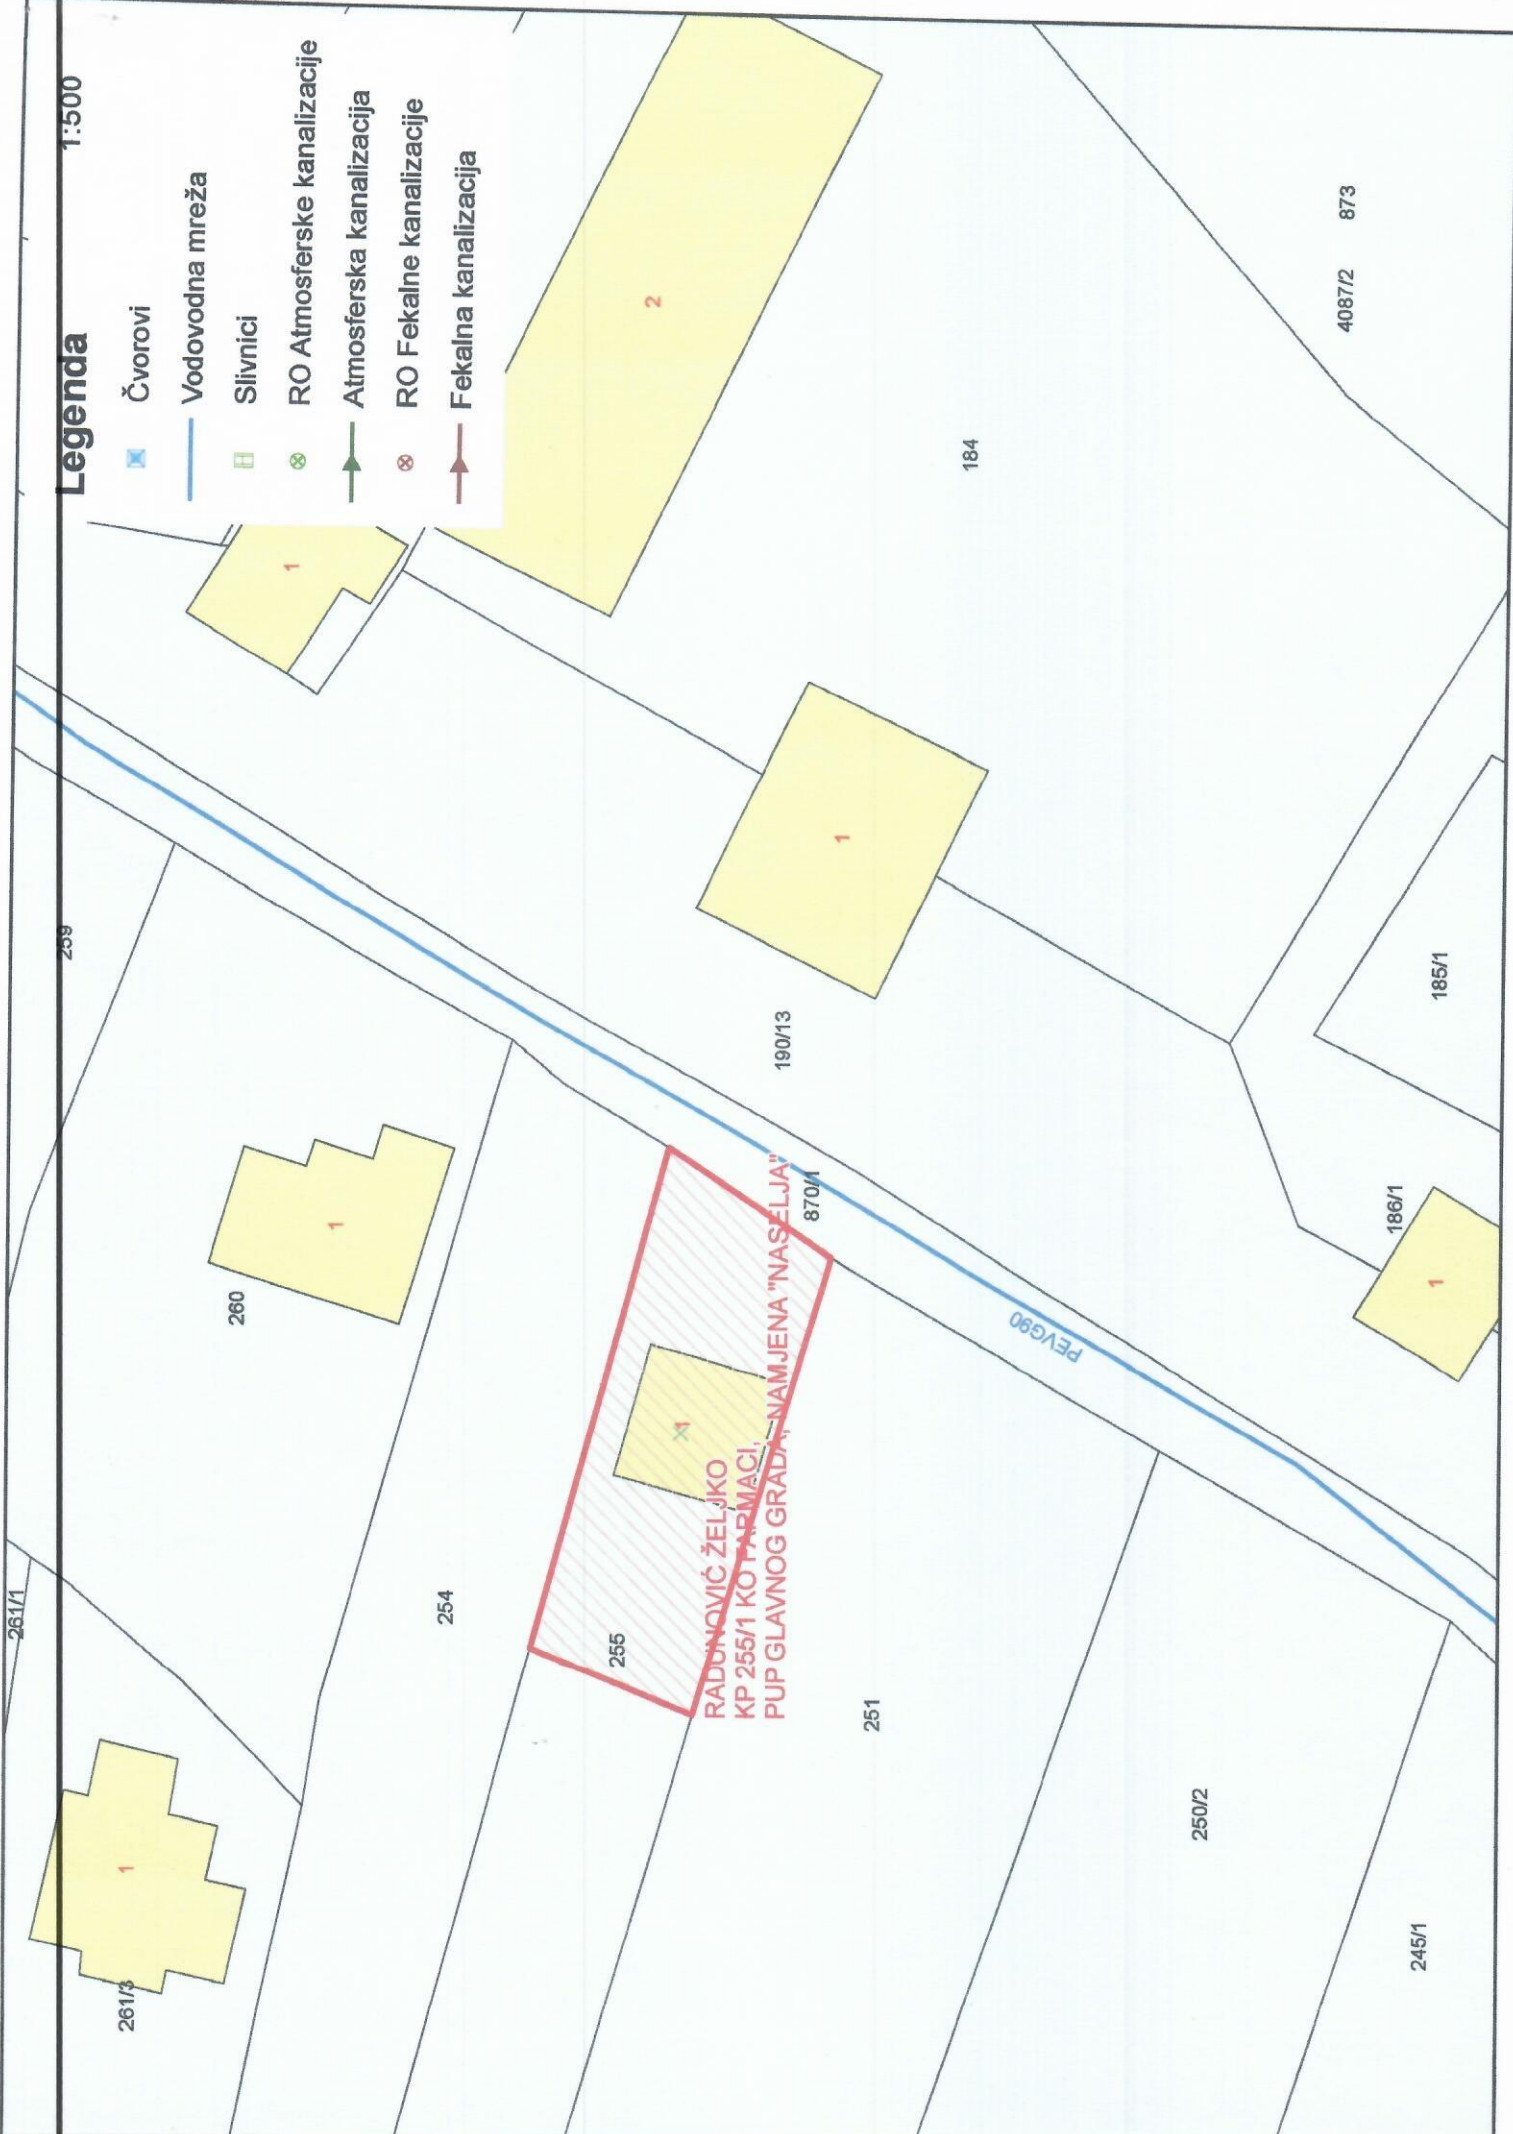 Legenda
1:500
Čvorovi
Vodovodna mreža
Slivnici
RO Atmosferske kanalizacije
Atmosferska kanalizacija
RO Fekalne kanalizacije
Fekalna kanalizacija
261/3
1
261/1
260
1
259
1
2
254
255
1
RADUNOVIĆ ŽELJKO
KP 255/1 KO FARMACI,
PUP GLAVNOG GRADA, NAMJENA "NASELJA"
870/1
190/13
1
184
251
PEVG90
250/2
245/1
186/1
1
185/1
4087/2
873